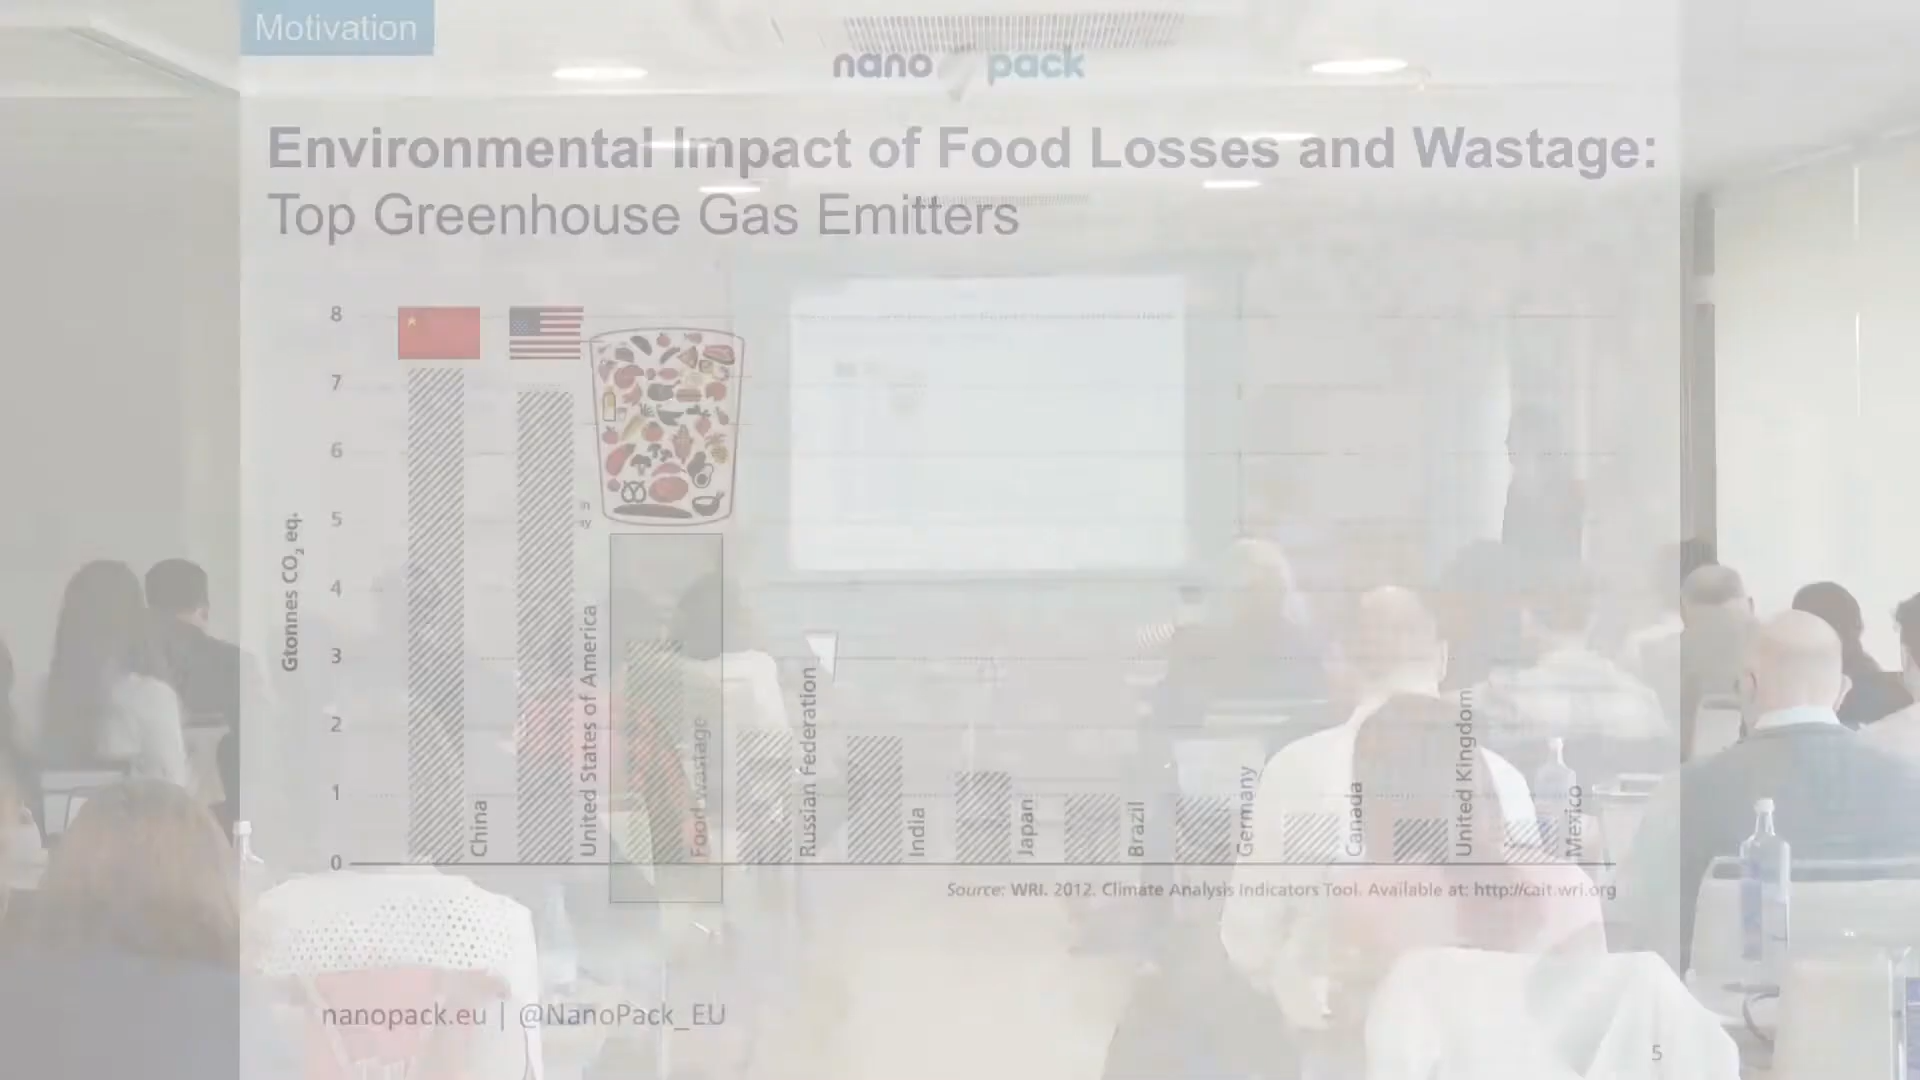 Motivation
nano pack
Environmental Impact of Food Losses and Wastage:
Top Greenhouse Gas Emitters
8
7
6
5
4
3
2
1
0
Gtonnes CO₂ eq.
China
United States of America
Food wastage
Russian Federation
India
Japan
Brazil
Germany
Canada
United Kingdom
Mexico
Source: WRI. 2012. Climate Analysis Indicators Tool. Available at: http://cait.wri.org
nanopack.eu | @NanoPack_EU
5